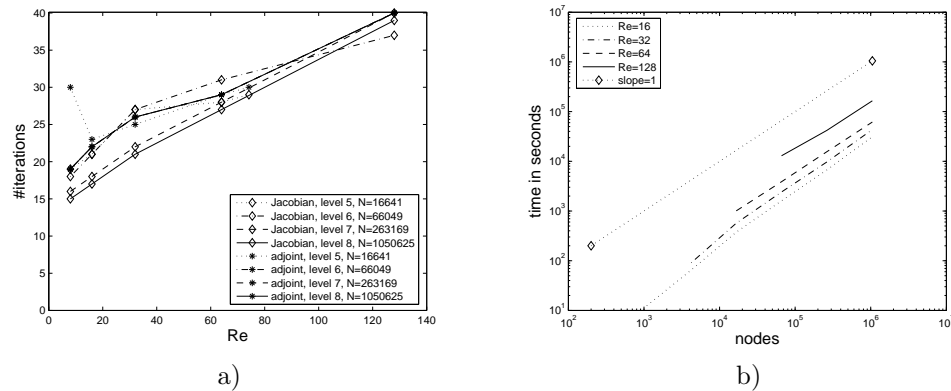 40
35
30
25
20
15
10
5
0
#iterations
0 20 40 60 80 100 120 140
Re
Jacobian, level 5, N=16641
Jacobian, level 6, N=66049
Jacobian, level 7, N=263169
Jacobian, level 8, N=1050625
adjoint, level 5, N=16641
adjoint, level 6, N=66049
adjoint, level 7, N=263169
adjoint, level 8, N=1050625
a)
10^7
10^6
10^5
10^4
10^3
10^2
10^1
time in seconds
10^2 10^3 10^4 10^5 10^6 10^7
nodes
Re=16
Re=32
Re=64
Re=128
slope=1
b)